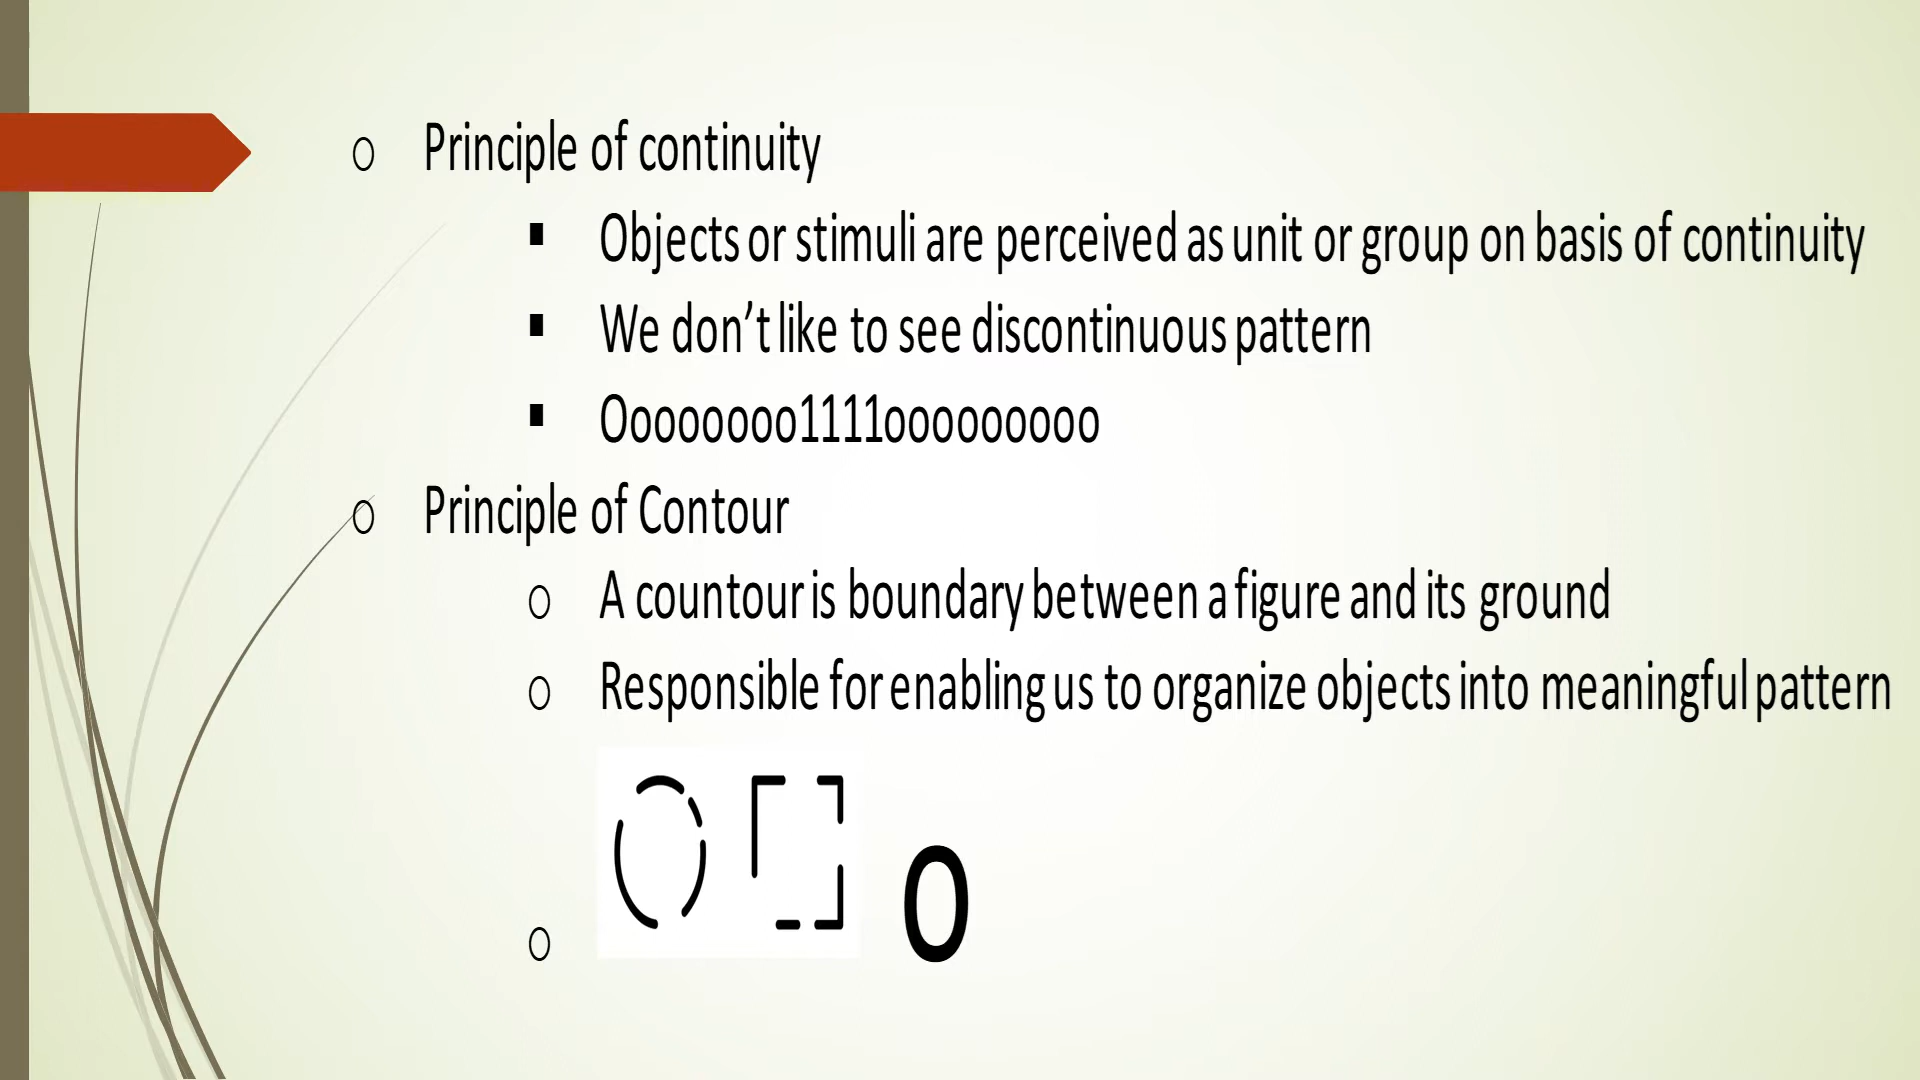 Principle of continuity
Objects or stimuli are perceived as unit or group on basis of continuity
We don’t like to see discontinuous pattern
Oooooooo1111ooooooooo
Principle of Contour
A countour is boundary between a figure and its ground
Responsible for enabling us to organize objects into meaningful pattern
O